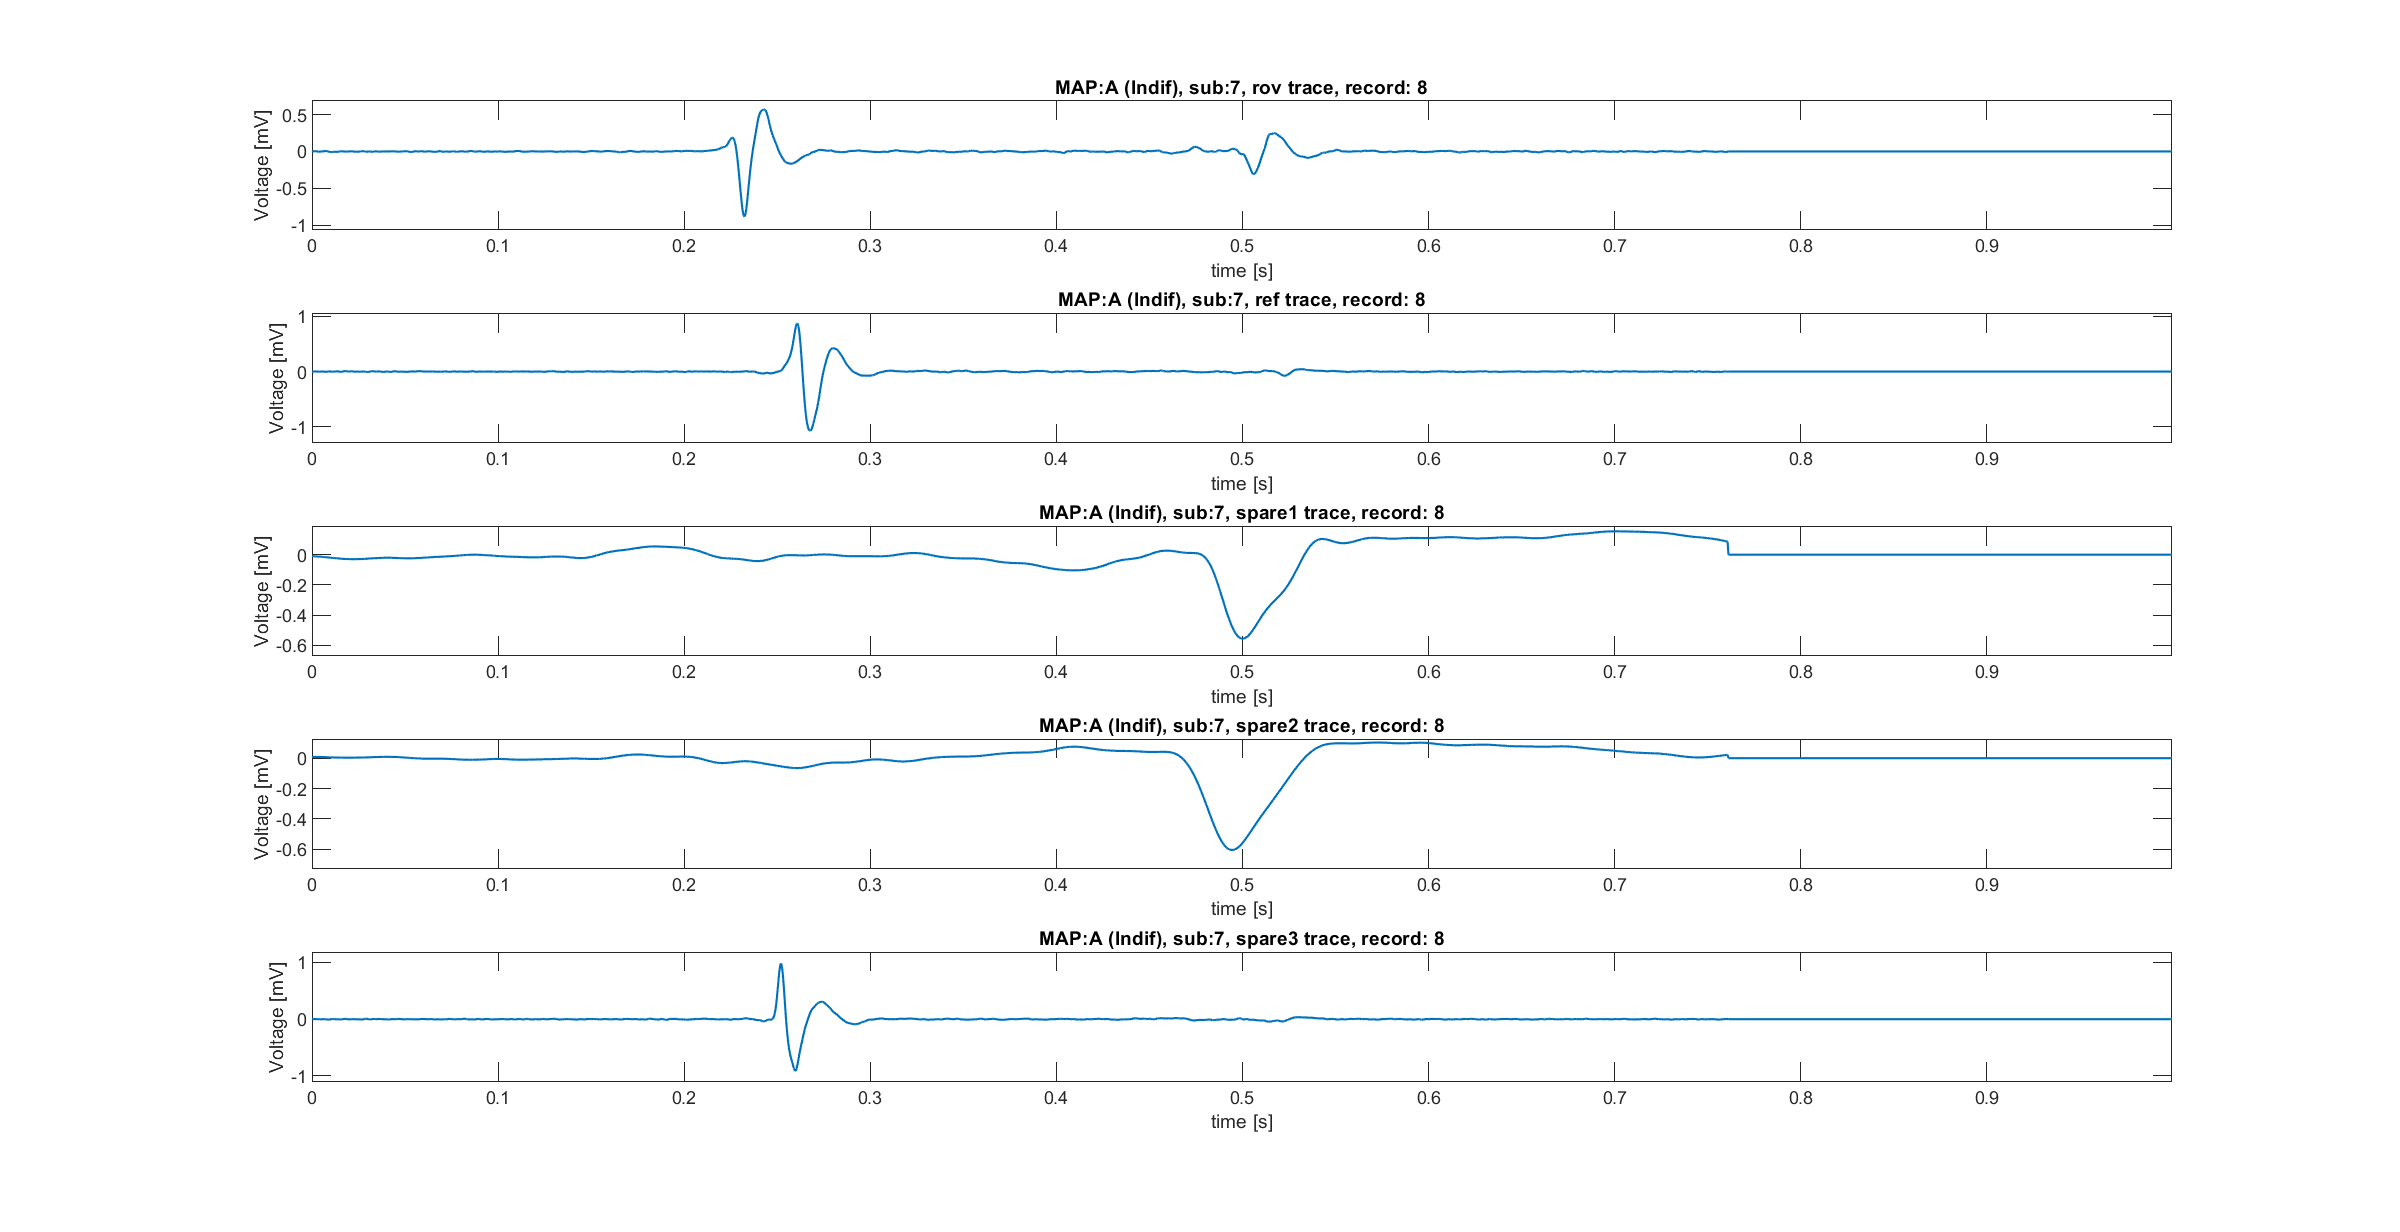 MAP:A (Indif), sub:7, rov trace, record: 8
Voltage [mV]
0.5
0
-0.5
-1
0 0.1 0.2 0.3 0.4 0.5 0.6 0.7 0.8 0.9
time [s]
MAP:A (Indif), sub:7, ref trace, record: 8
Voltage [mV]
1
0
-1
0 0.1 0.2 0.3 0.4 0.5 0.6 0.7 0.8 0.9
time [s]
MAP:A (Indif), sub:7, spare1 trace, record: 8
Voltage [mV]
0
-0.2
-0.4
-0.6
0 0.1 0.2 0.3 0.4 0.5 0.6 0.7 0.8 0.9
time [s]
MAP:A (Indif), sub:7, spare2 trace, record: 8
Voltage [mV]
0
-0.2
-0.4
-0.6
0 0.1 0.2 0.3 0.4 0.5 0.6 0.7 0.8 0.9
time [s]
MAP:A (Indif), sub:7, spare3 trace, record: 8
Voltage [mV]
1
0
-1
0 0.1 0.2 0.3 0.4 0.5 0.6 0.7 0.8 0.9
time [s]